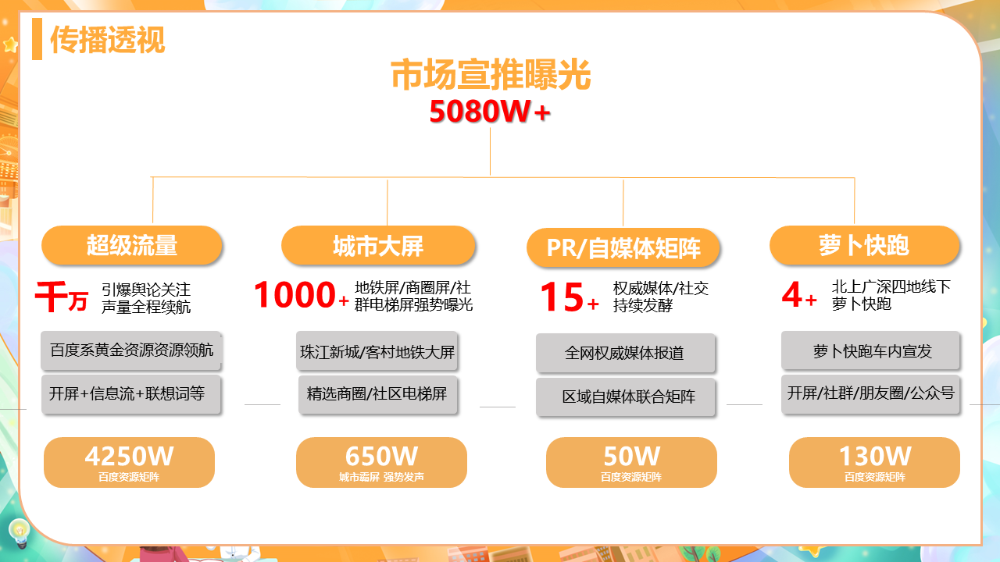 传播透视
市场宣推曝光
5080W+
超级流量
千万
引爆舆论关注
声量全程续航
百度系黄金资源资源领航
开屏+信息流+联想词等
4250W
百度资源矩阵
城市大屏
1000+
地铁屏/商圈屏/社
群电梯屏强势曝光
珠江新城/客村地铁大屏
精选商圈/社区电梯屏
650W
城市霸屏 强势发声
PR/自媒体矩阵
15+
权威媒体/社交
持续发酵
全网权威媒体报道
区域自媒体联合矩阵
50W
百度资源矩阵
萝卜快跑
4+
北上广深四地线下
萝卜快跑
萝卜快跑车内宣发
开屏/社群/朋友圈/公众号
130W
百度资源矩阵